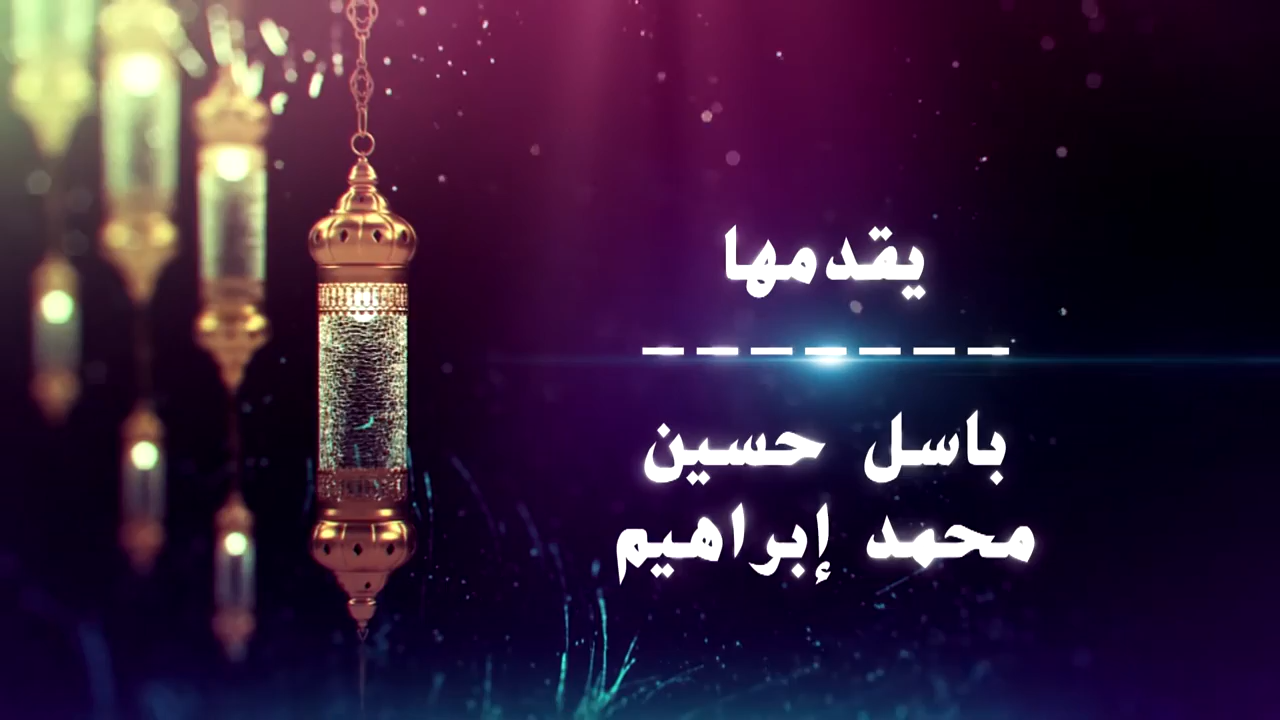 يقدمها
-------
باسل حسين
محمد إبراهيم